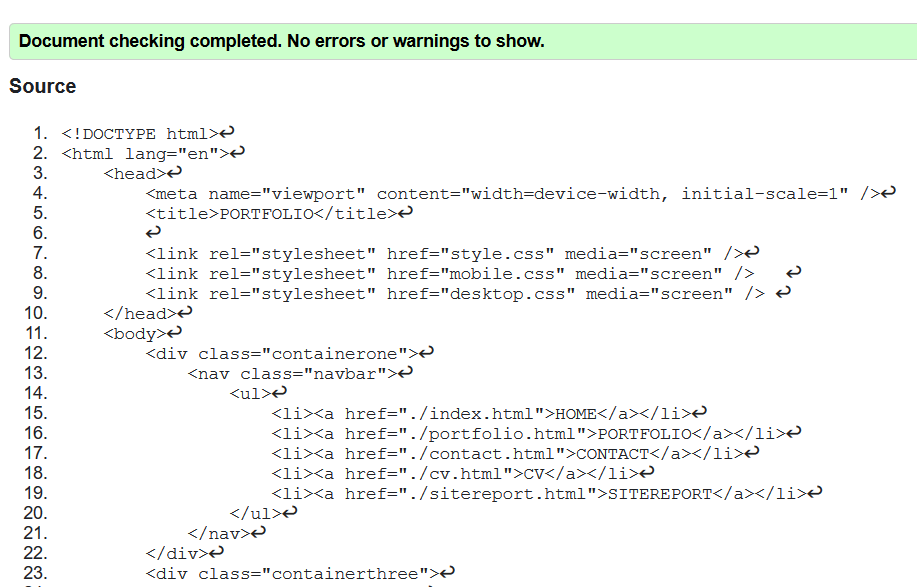 Document checking completed. No errors or warnings to show.
Source
1. <!DOCTYPE html>↩
2. <html lang="en">↩
3.     <head>↩
4.         <meta name="viewport" content="width=device-width, initial-scale=1" />↩
5.         <title>PORTFOLIO</title>↩
6.         ↩
7.         <link rel="stylesheet" href="style.css" media="screen" />↩
8.         <link rel="stylesheet" href="mobile.css" media="screen" />   ↩
9.         <link rel="stylesheet" href="desktop.css" media="screen" /> ↩
10.     </head>↩
11.     <body>↩
12.         <div class="containerone">↩
13.             <nav class="navbar">↩
14.                 <ul>↩
15.                     <li><a href="./index.html">HOME</a></li>↩
16.                     <li><a href="./portfolio.html">PORTFOLIO</a></li>↩
17.                     <li><a href="./contact.html">CONTACT</a></li>↩
18.                     <li><a href="./cv.html">CV</a></li>↩
19.                     <li><a href="./sitereport.html">SITEREPORT</a></li>↩
20.                 </ul>↩
21.             </nav>↩
22.         </div>↩
23.         <div class="containerthree">↩